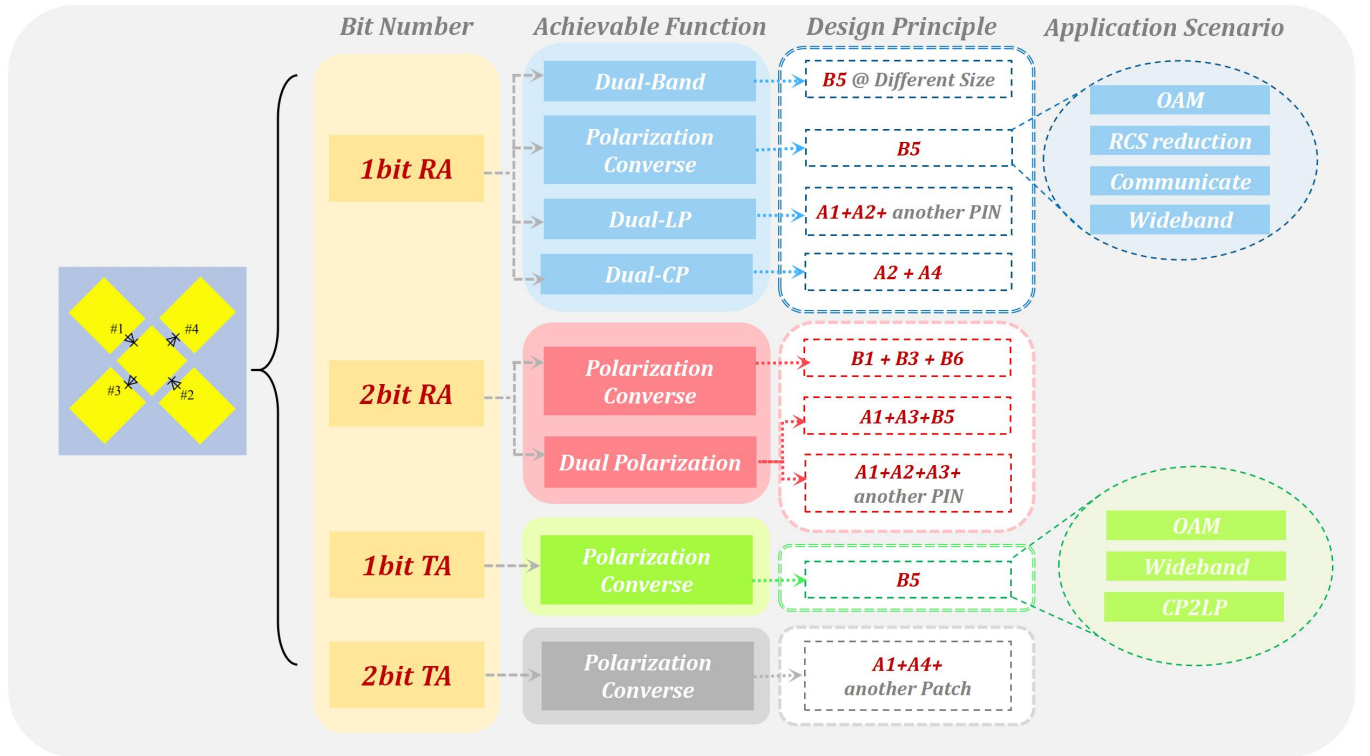 Bit Number
Achievable Function
Design Principle
Application Scenario
1bit RA
Dual-Band
B5 @ Different Size
Polarization
Converse
B5
Dual-LP
A1+A2+ another PIN
Dual-CP
A2 + A4
OAM
RCS reduction
Communicate
Wideband
#1
#4
#3
#2
2bit RA
Polarization
Converse
B1 + B3 + B6
Dual Polarization
A1+A3+B5
A1+A2+A3+
another PIN
1bit TA
Polarization
Converse
B5
OAM
Wideband
CP2LP
2bit TA
Polarization
Converse
A1+A4+
another Patch